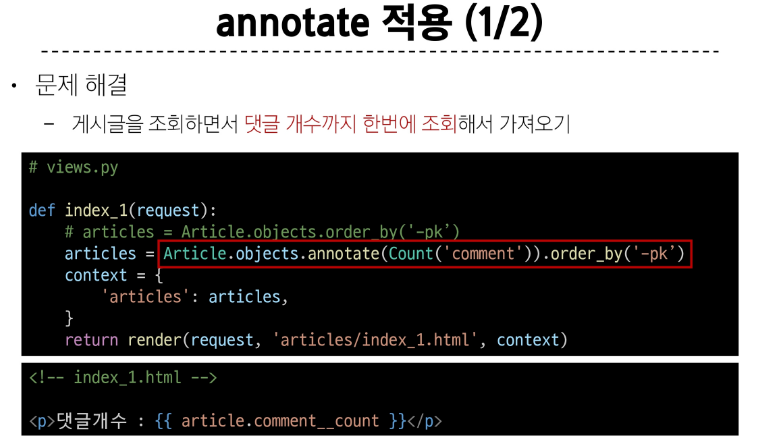 annotate 적용 (1/2)
• 문제 해결
– 게시글을 조회하면서 댓글 개수까지 한번에 조회해서 가져오기
# views.py
def index_1(request):
# articles = Article.objects.order_by('-pk’)
articles = Article.objects.annotate(Count('comment')).order_by('-pk’)
context = {
'articles': articles,
}
return render(request, 'articles/index_1.html', context)
<!-- index_1.html -->
<p>댓글개수 : {{ article.comment__count }}</p>